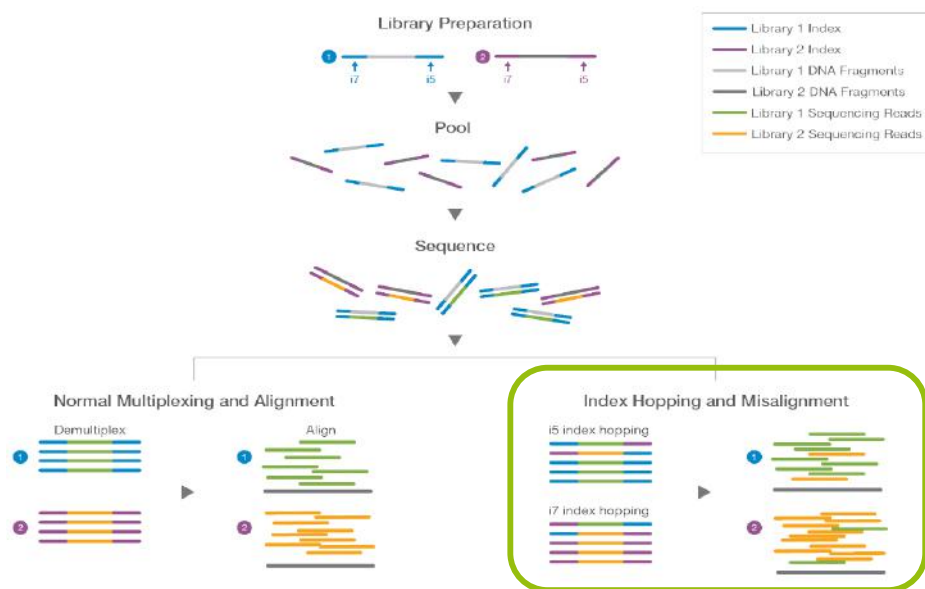 Library Preparation
1
2
i7
i5
i7
i5
Library 1 Index
Library 2 Index
Library 1 DNA Fragments
Library 2 DNA Fragments
Library 1 Sequencing Reads
Library 2 Sequencing Reads
Pool
Sequence
Normal Multiplexing and Alignment
Demultiplex
Align
1
2
1
2
Index Hopping and Misalignment
i5 index hopping
1
i7 index hopping
2